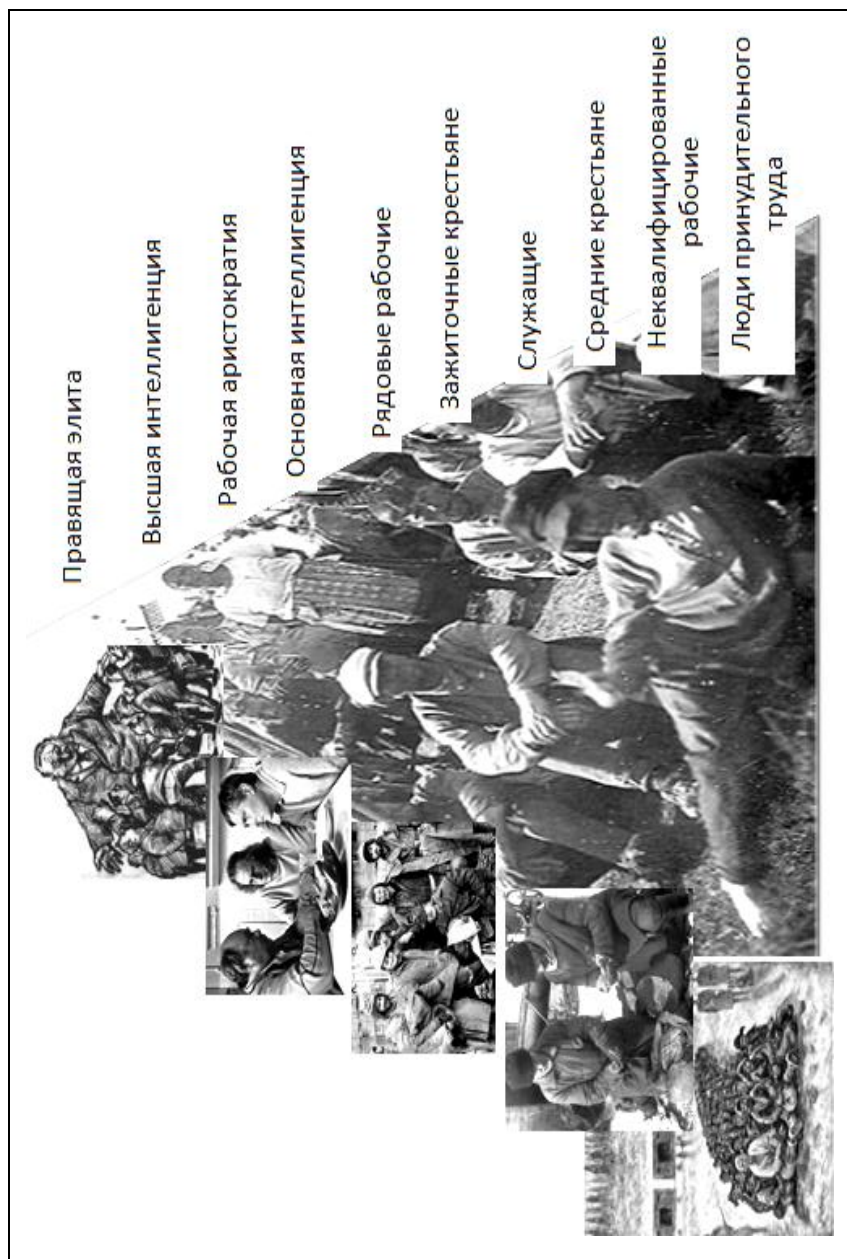 Правящая элита
Высшая интеллигенция
Рабочая аристократия
Основная интеллигенция
Рядовые рабочие
Зажиточные крестьяне
Служащие
Средние крестьяне
Неквалифицированные
рабочие
Люди принудительного
труда